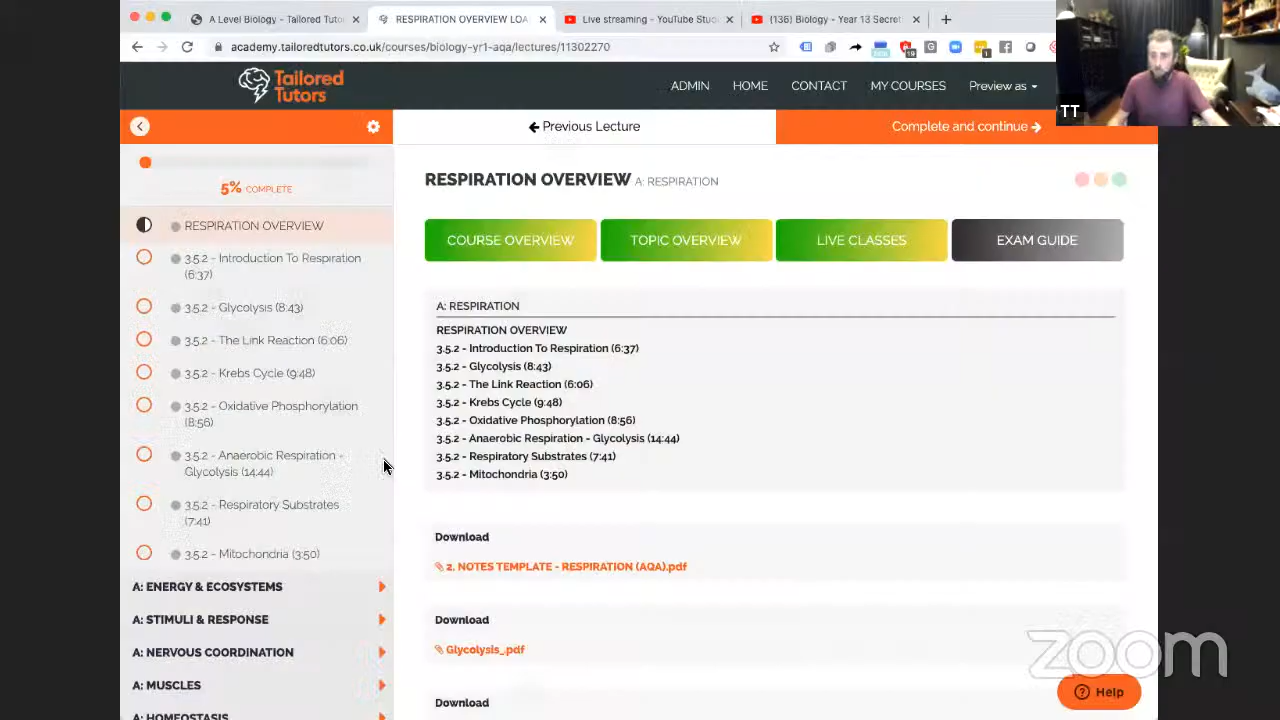 A Level Biology - Tailored Tutor
RESPIRATION OVERVIEW LOA
Live streaming - YouTube Stud
(136) Biology - Year 13 Secret
academy.tailoredtutors.co.uk/courses/biology-yr1-aqa/lectures/11302270
19
1
Tailored
Tutors
ADMIN
HOME
CONTACT
MY COURSES
Preview as
TT
Previous Lecture
Complete and continue
5% COMPLETE
RESPIRATION OVERVIEW
3.5.2 - Introduction To Respiration
(6:37)
3.5.2 - Glycolysis (8:43)
3.5.2 - The Link Reaction (6:06)
3.5.2 - Krebs Cycle (9:48)
3.5.2 - Oxidative Phosphorylation
(8:56)
3.5.2 - Anaerobic Respiration -
Glycolysis (14:44)
3.5.2 - Respiratory Substrates
(7:41)
3.5.2 - Mitochondria (3:50)
A: ENERGY & ECOSYSTEMS
A: STIMULI & RESPONSE
A: NERVOUS COORDINATION
A: MUSCLES
A: HOMEOSTASIS
RESPIRATION OVERVIEW A: RESPIRATION
COURSE OVERVIEW
TOPIC OVERVIEW
LIVE CLASSES
EXAM GUIDE
A: RESPIRATION
RESPIRATION OVERVIEW
3.5.2 - Introduction To Respiration (6:37)
3.5.2 - Glycolysis (8:43)
3.5.2 - The Link Reaction (6:06)
3.5.2 - Krebs Cycle (9:48)
3.5.2 - Oxidative Phosphorylation (8:56)
3.5.2 - Anaerobic Respiration - Glycolysis (14:44)
3.5.2 - Respiratory Substrates (7:41)
3.5.2 - Mitochondria (3:50)
Download
2. NOTES TEMPLATE - RESPIRATION (AQA).pdf
Download
Glycolysis_.pdf
Download
zoom
Help